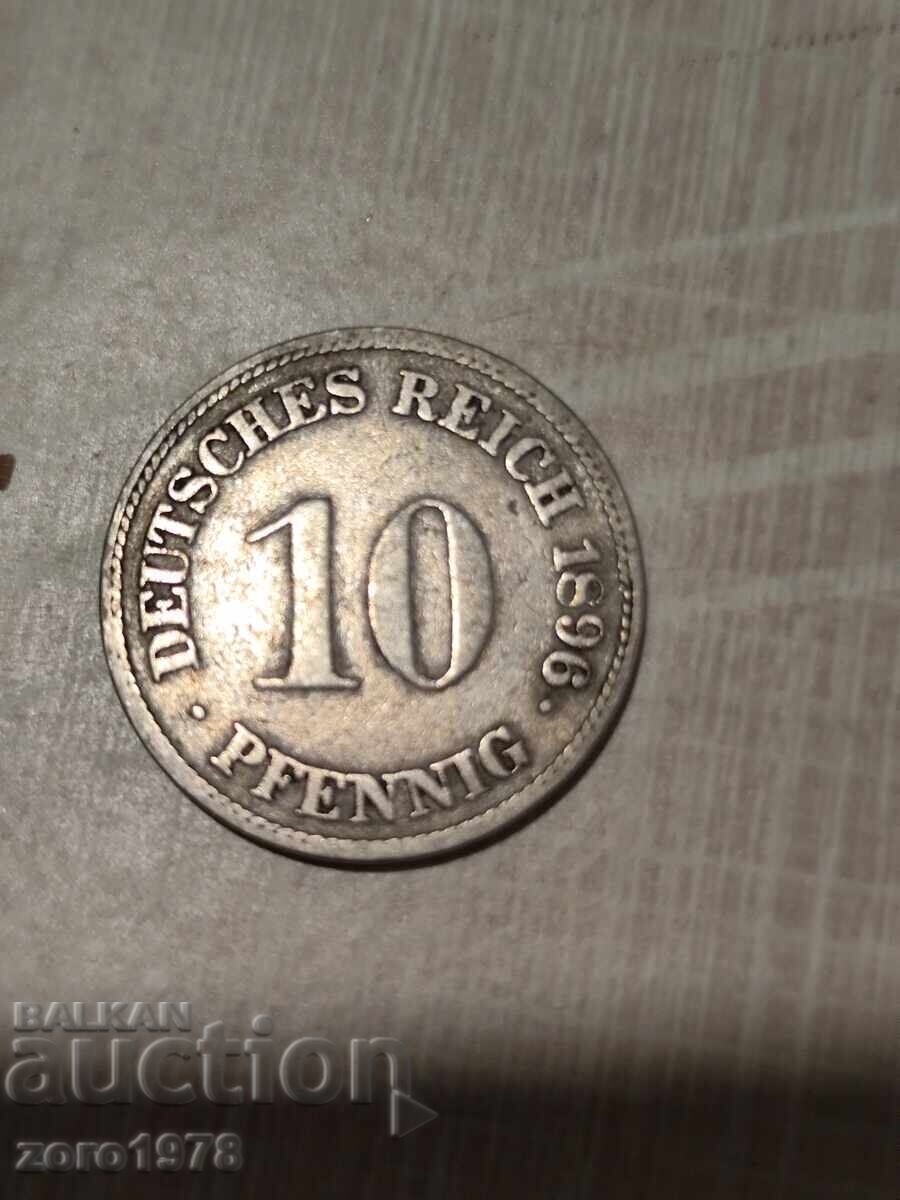 DEUTSCHES REICH 1896.
10
· PFENNIG
BALKAN
auction
zoro1978